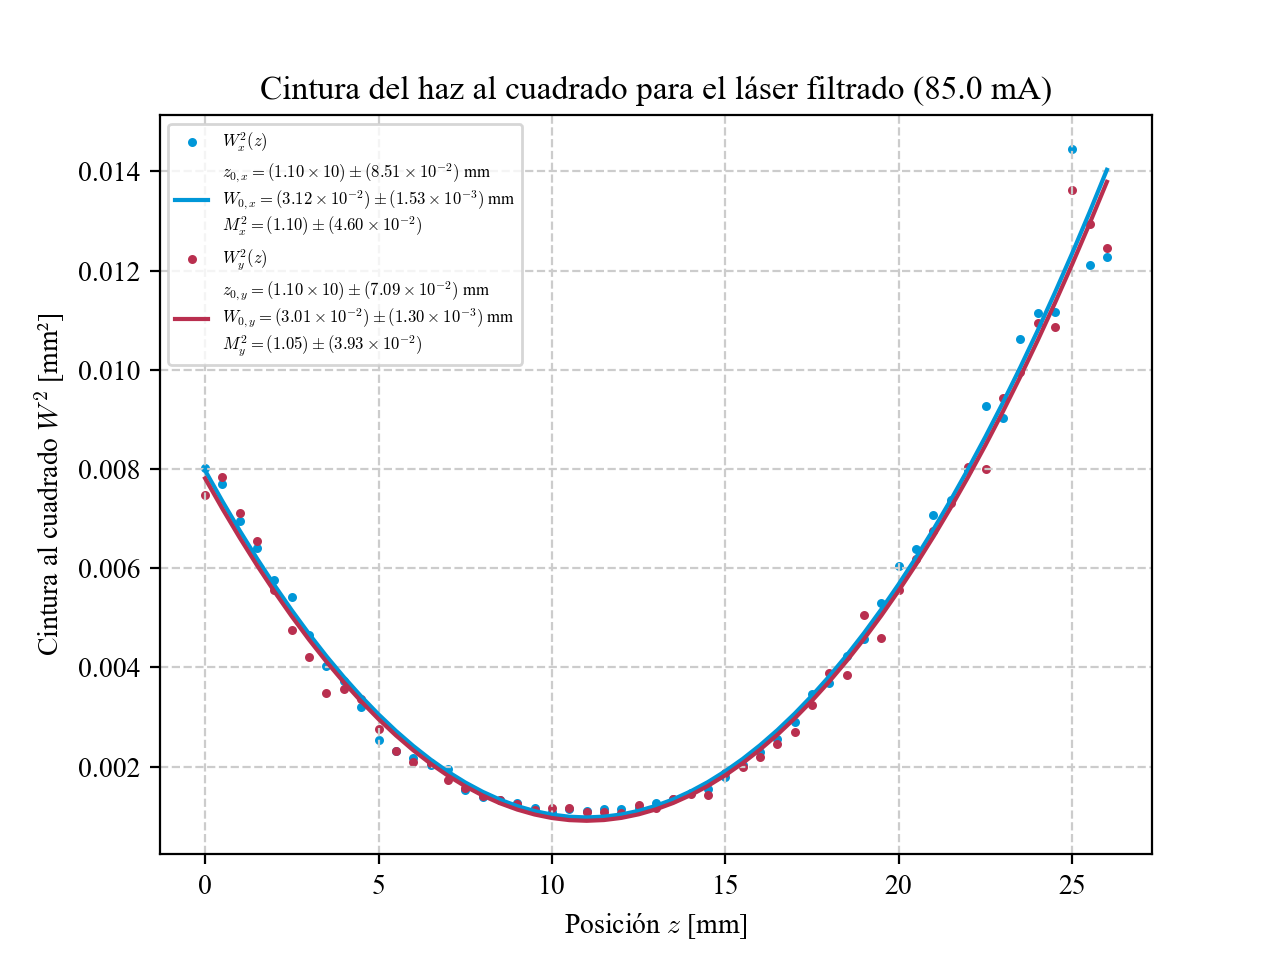 Cintura del haz al cuadrado para el láser filtrado (85.0 mA)
W_x^2(z)
z_{0,x} = (1.10 × 10) ± (8.51 × 10^{-2}) mm
W_{0,x} = (3.12 × 10^{-2}) ± (1.53 × 10^{-3}) mm
M_x^2 = (1.10) ± (4.60 × 10^{-2})
W_y^2(z)
z_{0,y} = (1.10 × 10) ± (7.09 × 10^{-2}) mm
W_{0,y} = (3.01 × 10^{-2}) ± (1.30 × 10^{-3}) mm
M_y^2 = (1.05) ± (3.93 × 10^{-2})
0.014
0.012
0.010
0.008
0.006
0.004
0.002
Cintura al cuadrado W^2 [mm^2]
0 5 10 15 20 25
Posición z [mm]